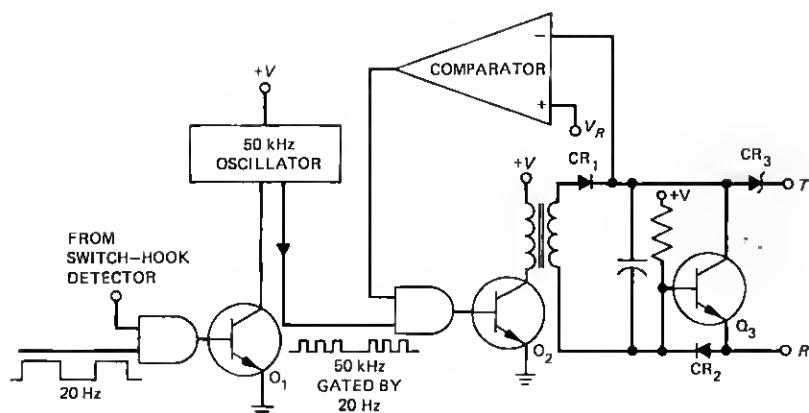 COMPARATOR
−
+
V_R
+V
50 kHz
OSCILLATOR
+V
CR1
CR3
T
+V
FROM
SWITCH-HOOK
DETECTOR
Q3
R
CR2
Q1
Q2
20 Hz
50 kHz
GATED BY
20 Hz